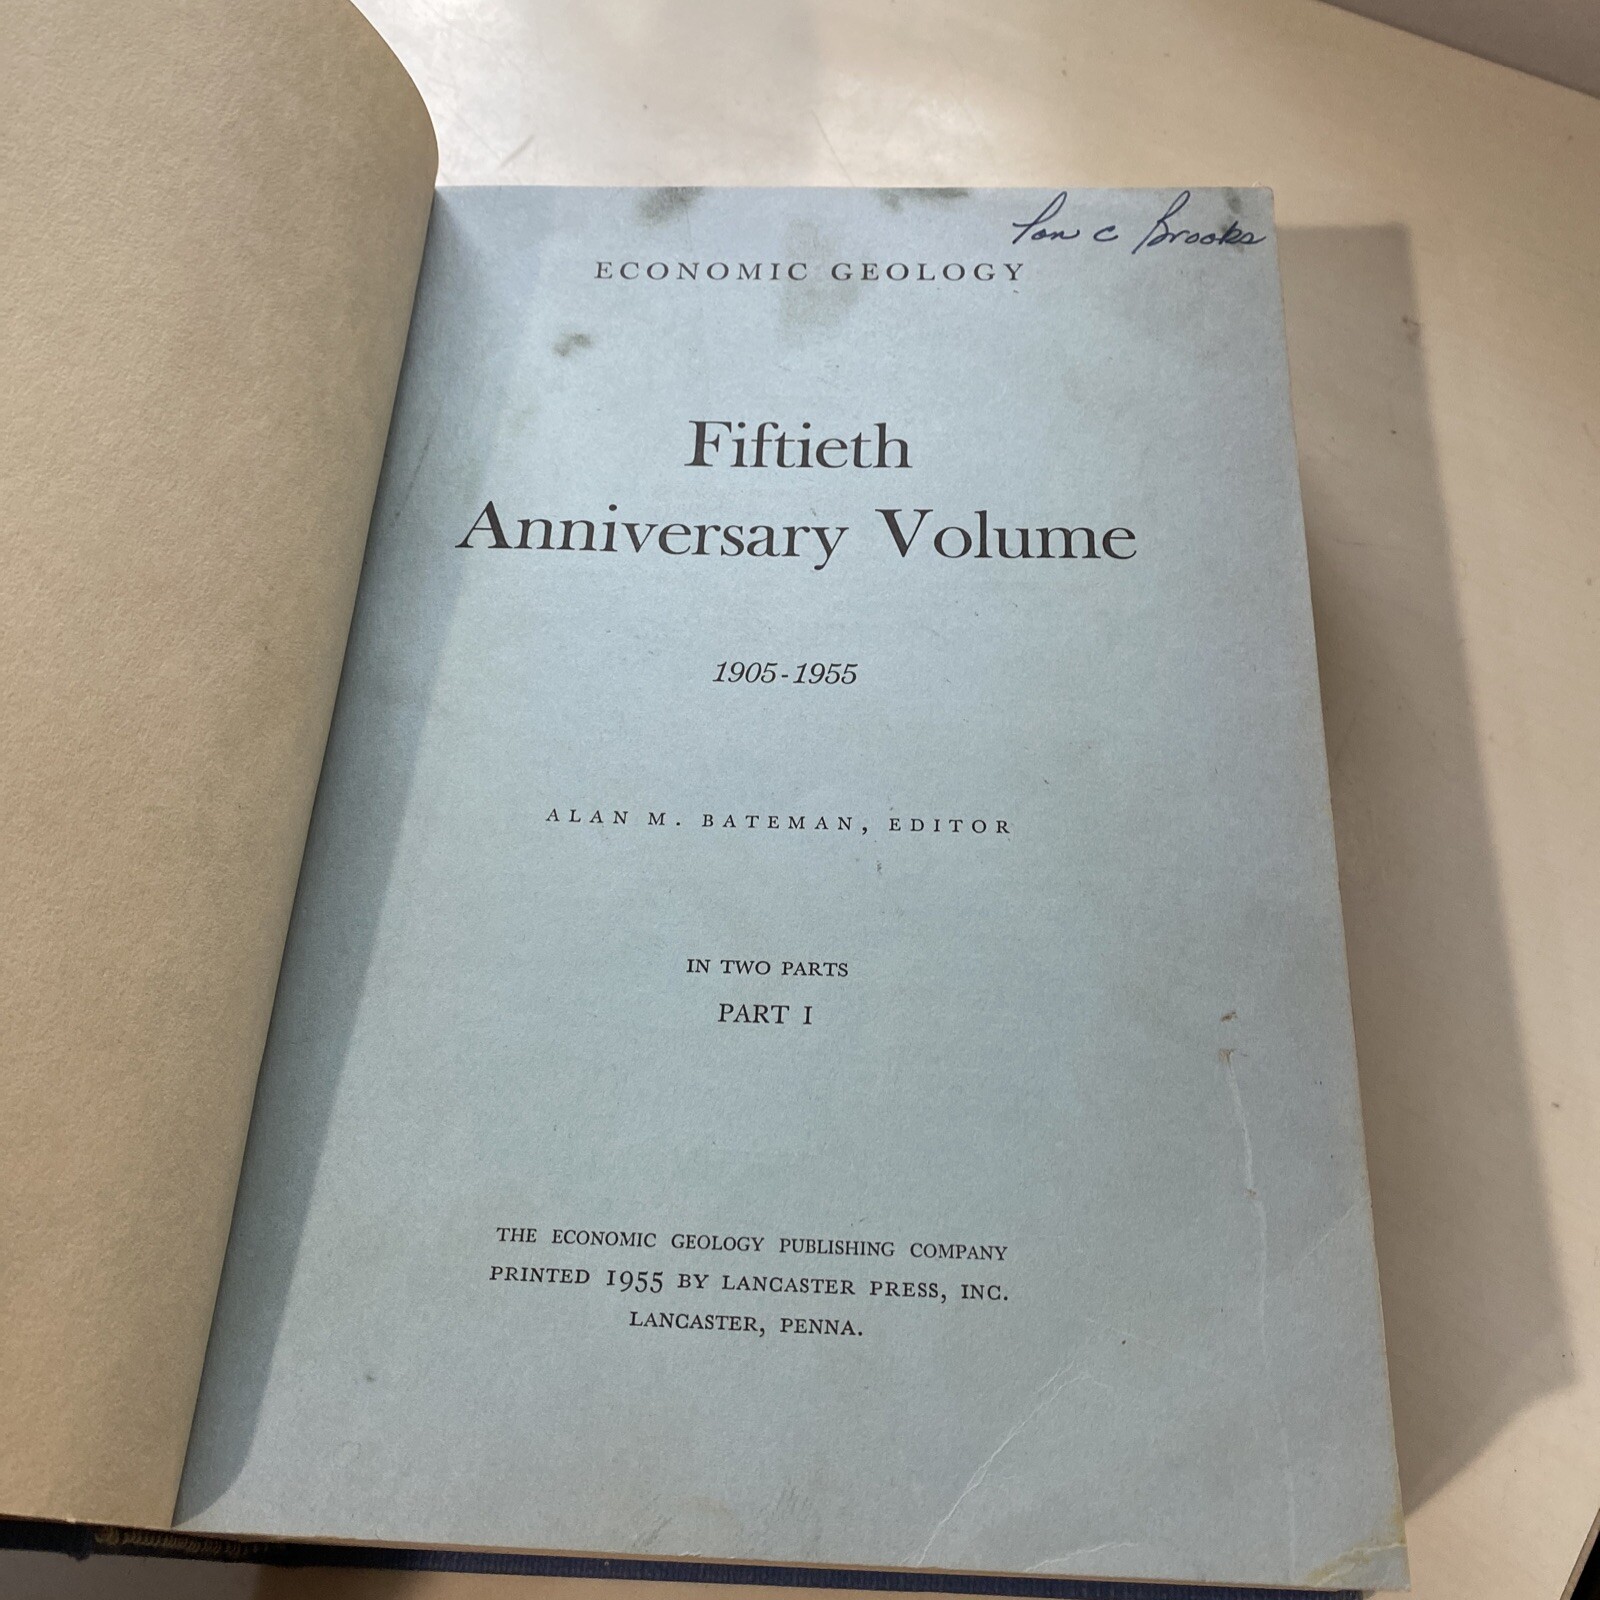 C Brooks
ECONOMIC GEOLOGY
Fiftieth
Anniversary Volume
1905-1955
ALAN M. BATEMAN, EDITOR
IN TWO PARTS
PART I
THE ECONOMIC GEOLOGY PUBLISHING COMPANY
PRINTED 1955 BY LANCASTER PRESS, INC.
LANCASTER, PENNA.